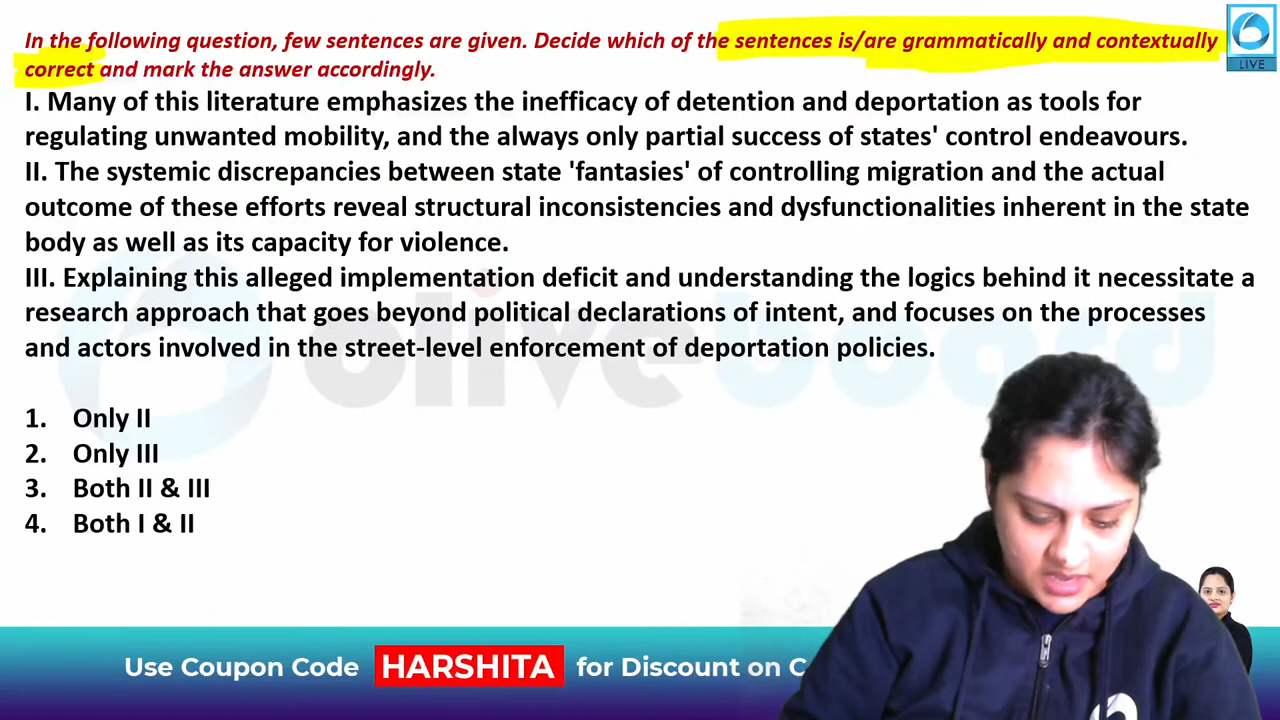 In the following question, few sentences are given. Decide which of the sentences is/are grammatically and contextually
correct and mark the answer accordingly.
LIVE
I. Many of this literature emphasizes the inefficacy of detention and deportation as tools for
regulating unwanted mobility, and the always only partial success of states' control endeavours.
II. The systemic discrepancies between state 'fantasies' of controlling migration and the actual
outcome of these efforts reveal structural inconsistencies and dysfunctionalities inherent in the state
body as well as its capacity for violence.
III. Explaining this alleged implementation deficit and understanding the logics behind it necessitate a
research approach that goes beyond political declarations of intent, and focuses on the processes
and actors involved in the street-level enforcement of deportation policies.
oliveboard
1. Only II
2. Only III
3. Both II & III
4. Both I & II
Use Coupon Code HARSHITA for Discount on